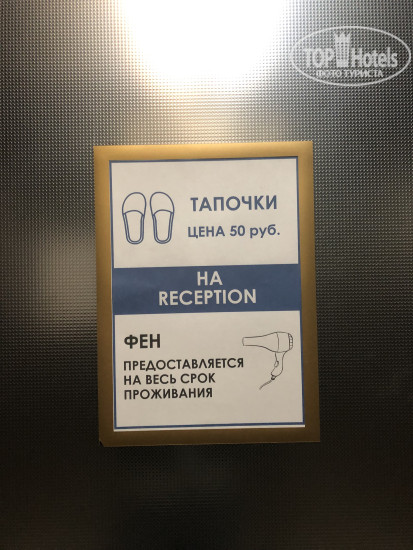 TOP Hotels
ФОТО ТУРИСТА
ТАПОЧКИ
ЦЕНА 50 руб.
НА
RECEPTION
ФЕН
ПРЕДОСТАВЛЯЕТСЯ
НА ВЕСЬ СРОК
ПРОЖИВАНИЯ